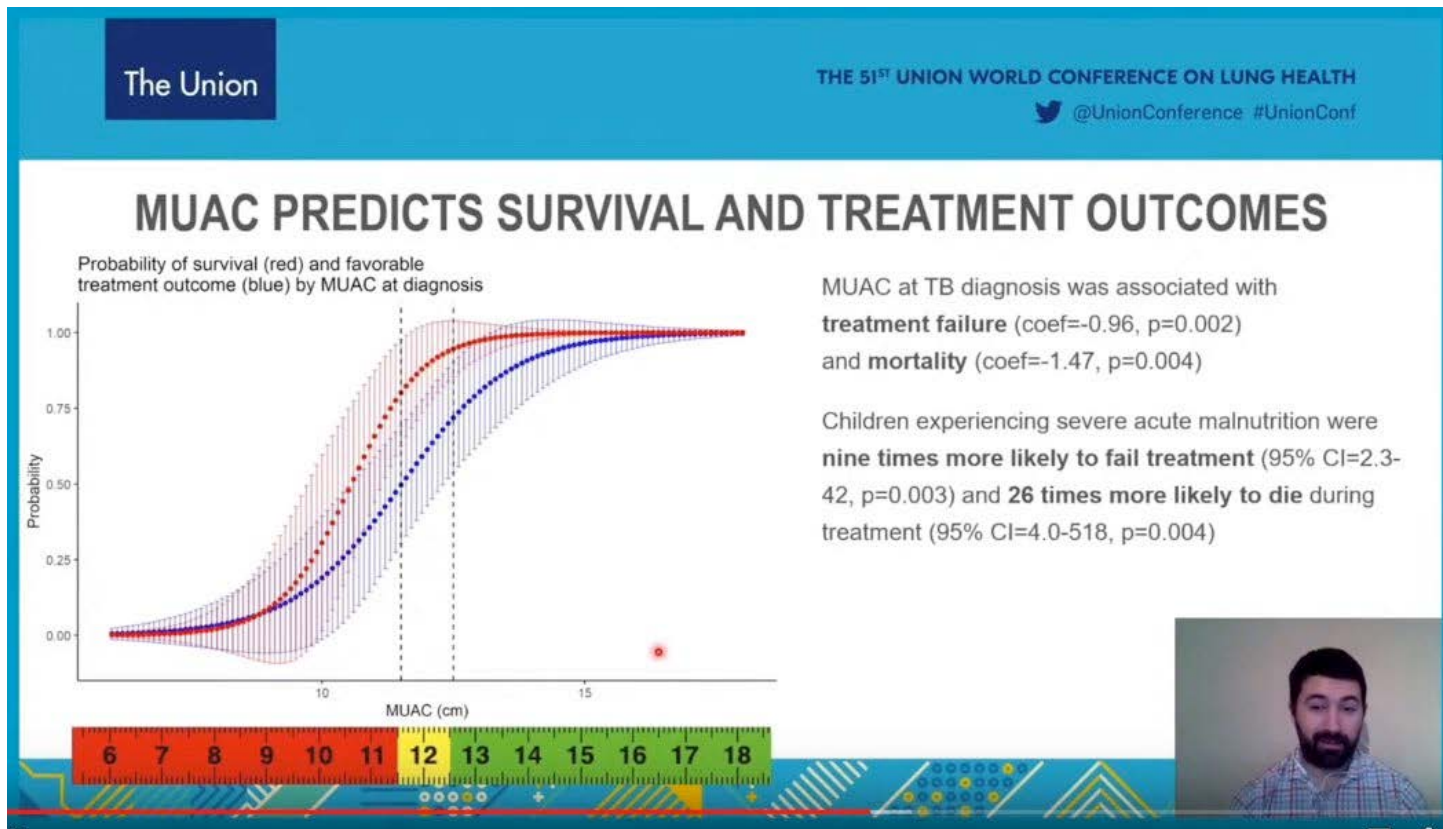 The Union
THE 51ST UNION WORLD CONFERENCE ON LUNG HEALTH
@UnionConference #UnionConf
MUAC PREDICTS SURVIVAL AND TREATMENT OUTCOMES
Probability of survival (red) and favorable
treatment outcome (blue) by MUAC at diagnosis
1.00
0.75
0.50
0.25
0.00
Probability
10 15
MUAC (cm)
6 7 8 9 10 11 12 13 14 15 16 17 18
MUAC at TB diagnosis was associated with
treatment failure (coef=-0.96, p=0.002)
and mortality (coef=-1.47, p=0.004)
Children experiencing severe acute malnutrition were
nine times more likely to fail treatment (95% CI=2.3-
42, p=0.003) and 26 times more likely to die during
treatment (95% CI=4.0-518, p=0.004)